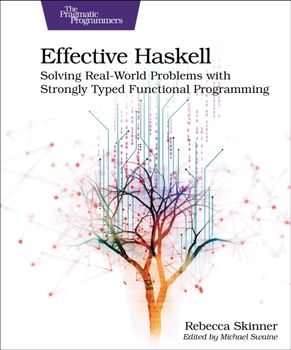 The
Pragmatic
Programmers
Effective Haskell
Solving Real-World Problems with
Strongly Typed Functional Programming
Rebecca Skinner
Edited by Michael Swaine